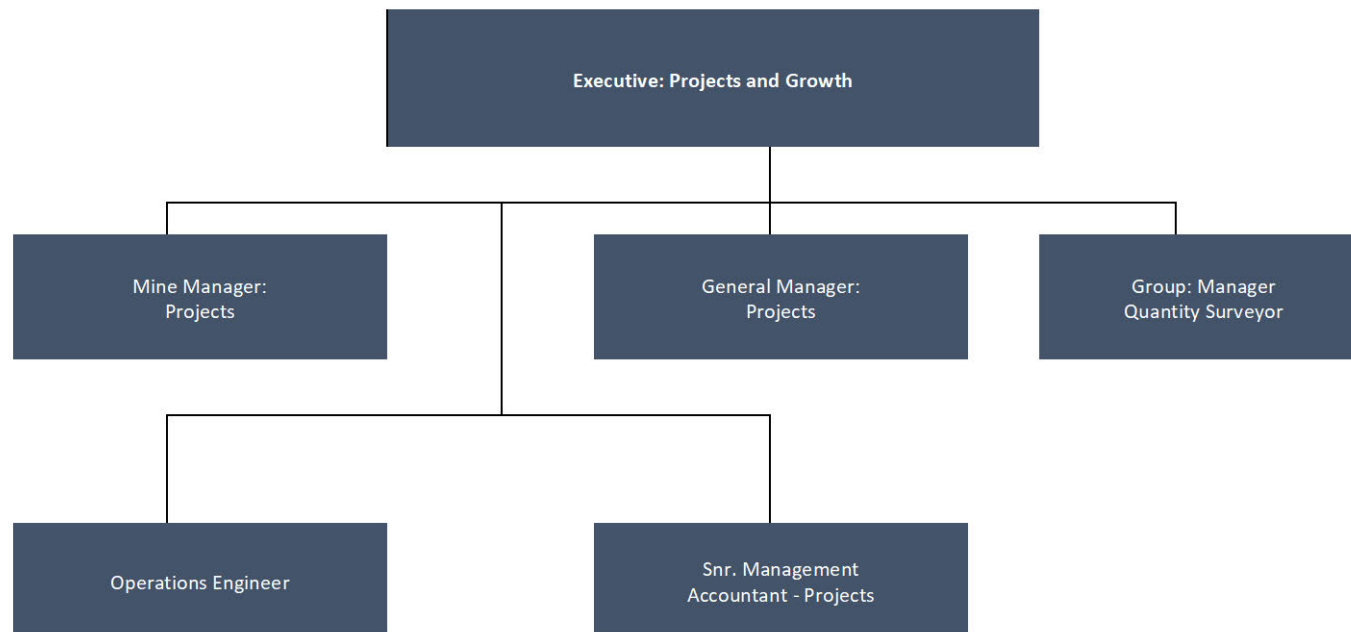 Executive: Projects and Growth
Mine Manager:
Projects
General Manager:
Projects
Group: Manager
Quantity Surveyor
Operations Engineer
Snr. Management
Accountant - Projects